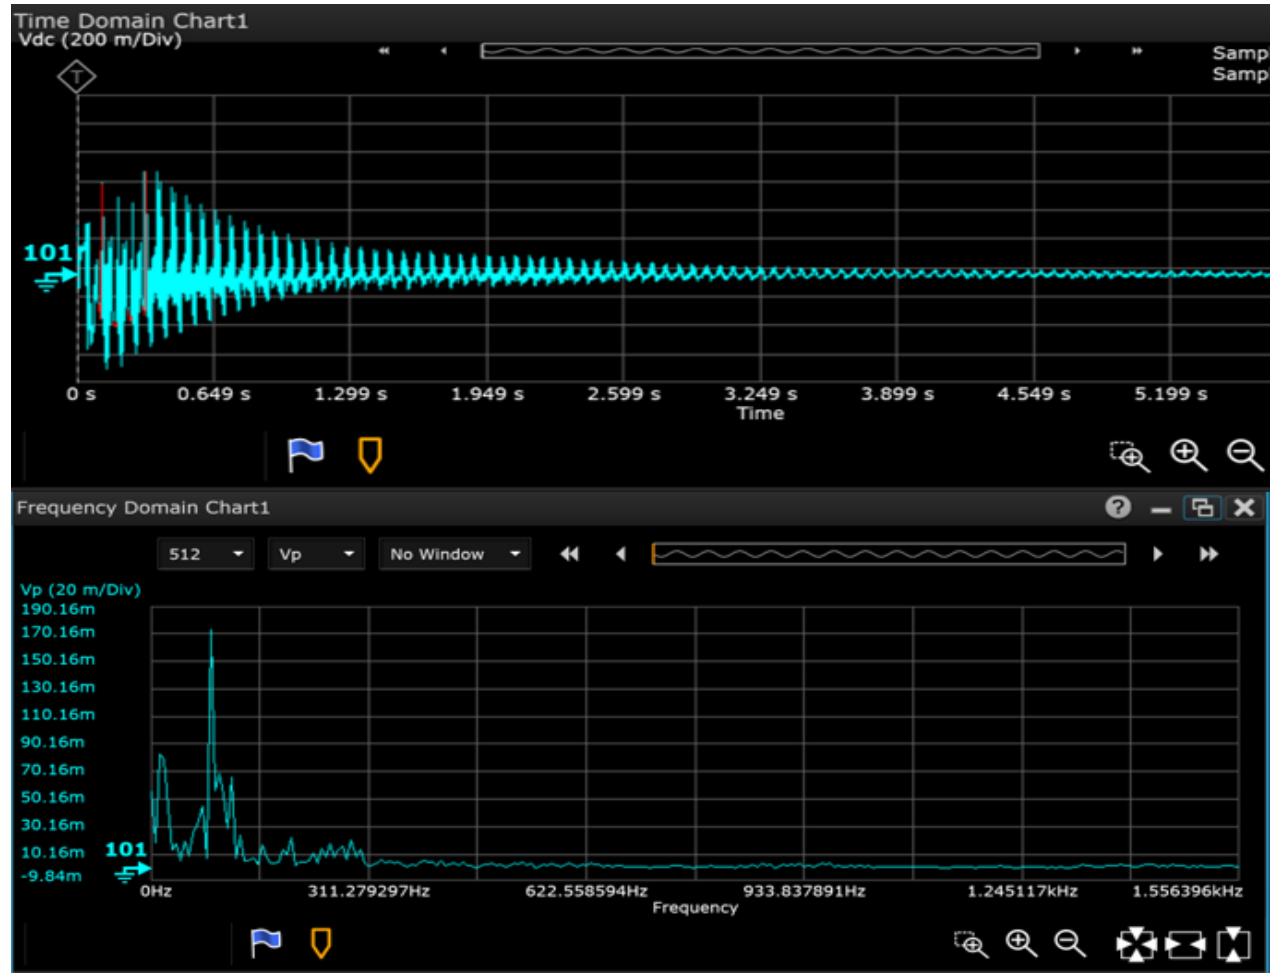 Time Domain Chart1
Vdc (200 m/Div)
Samp
Samp
T
101
0 s 0.649 s 1.299 s 1.949 s 2.599 s 3.249 s 3.899 s 4.549 s 5.199 s
Time
Frequency Domain Chart1
?
512 Vp No Window
Vp (20 m/Div)
190.16m
170.16m
150.16m
130.16m
110.16m
90.16m
70.16m
50.16m
30.16m
10.16m 101
-9.84m
0Hz 311.279297Hz 622.558594Hz 933.837891Hz 1.245117kHz 1.556396kHz
Frequency